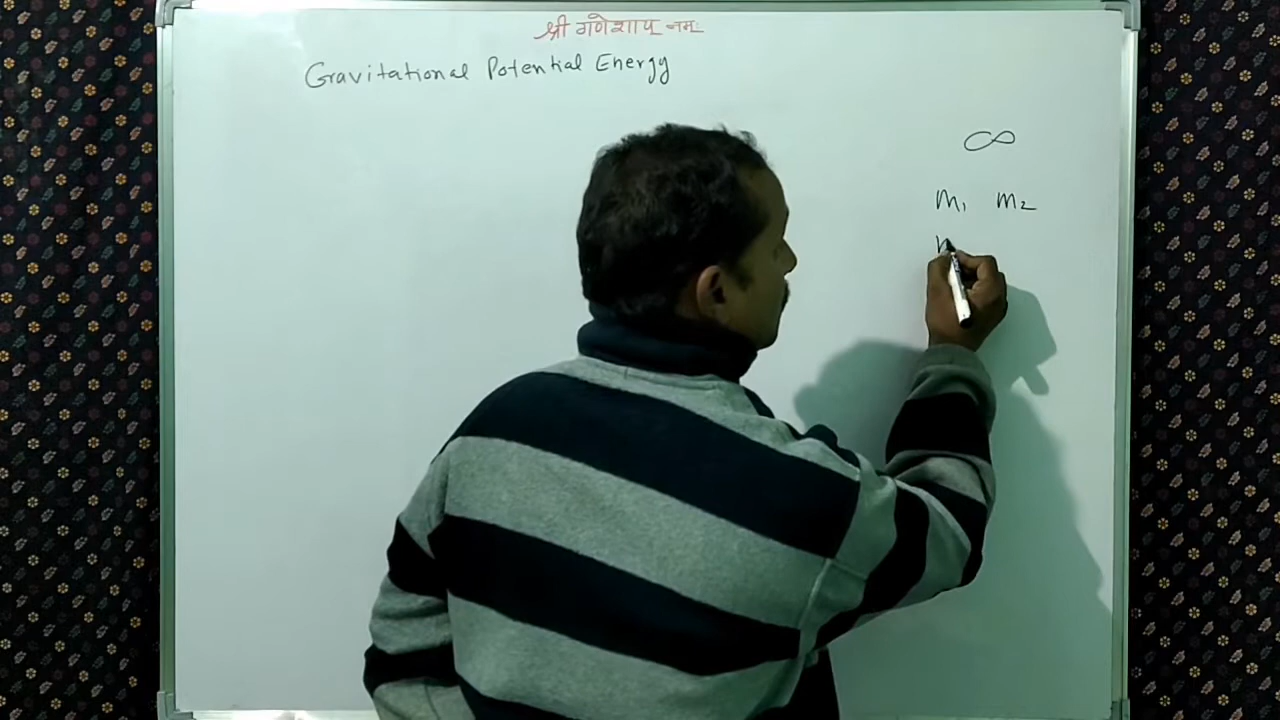 श्री गणेशाय नमः
Gravitational Potential Energy
∞
m₁ m₂